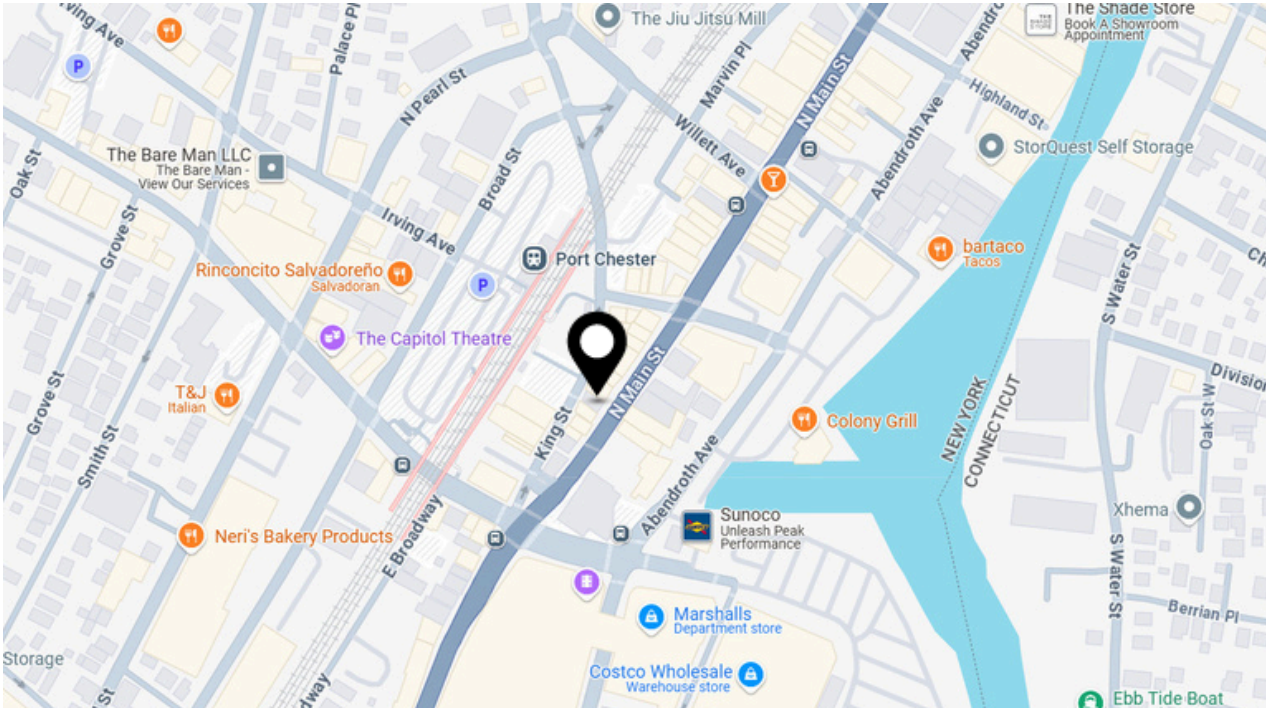 Irving Ave
P
Palace Pl
The Jiu Jitsu Mill
The Shade Store
Book A Showroom
Appointment
N Pearl St
Marvin Pl
N Main St
Abendroth Ave
Highland St
Willett Ave
StorQuest Self Storage
Oak St
The Bare Man LLC
The Bare Man -
View Our Services
Broad St
Abendroth Ave
Grove St
Irving Ave
bartaco
Tacos
Port Chester
Rinconcito Salvadoreño
Salvadoran
P
S Water St
The Capitol Theatre
N Main St
T&J
Italian
NEW YORK
CONNECTICUT
Division
Oak St W
Grove St
Smith St
King St
Colony Grill
Abendroth Ave
Sunoco
Unleash Peak
Performance
Xhema
Neri's Bakery Products
E Broadway
S Water St
Marshalls
Department store
Berrian Pl
Storage
Costco Wholesale
Warehouse store
Ebb Tide Boat